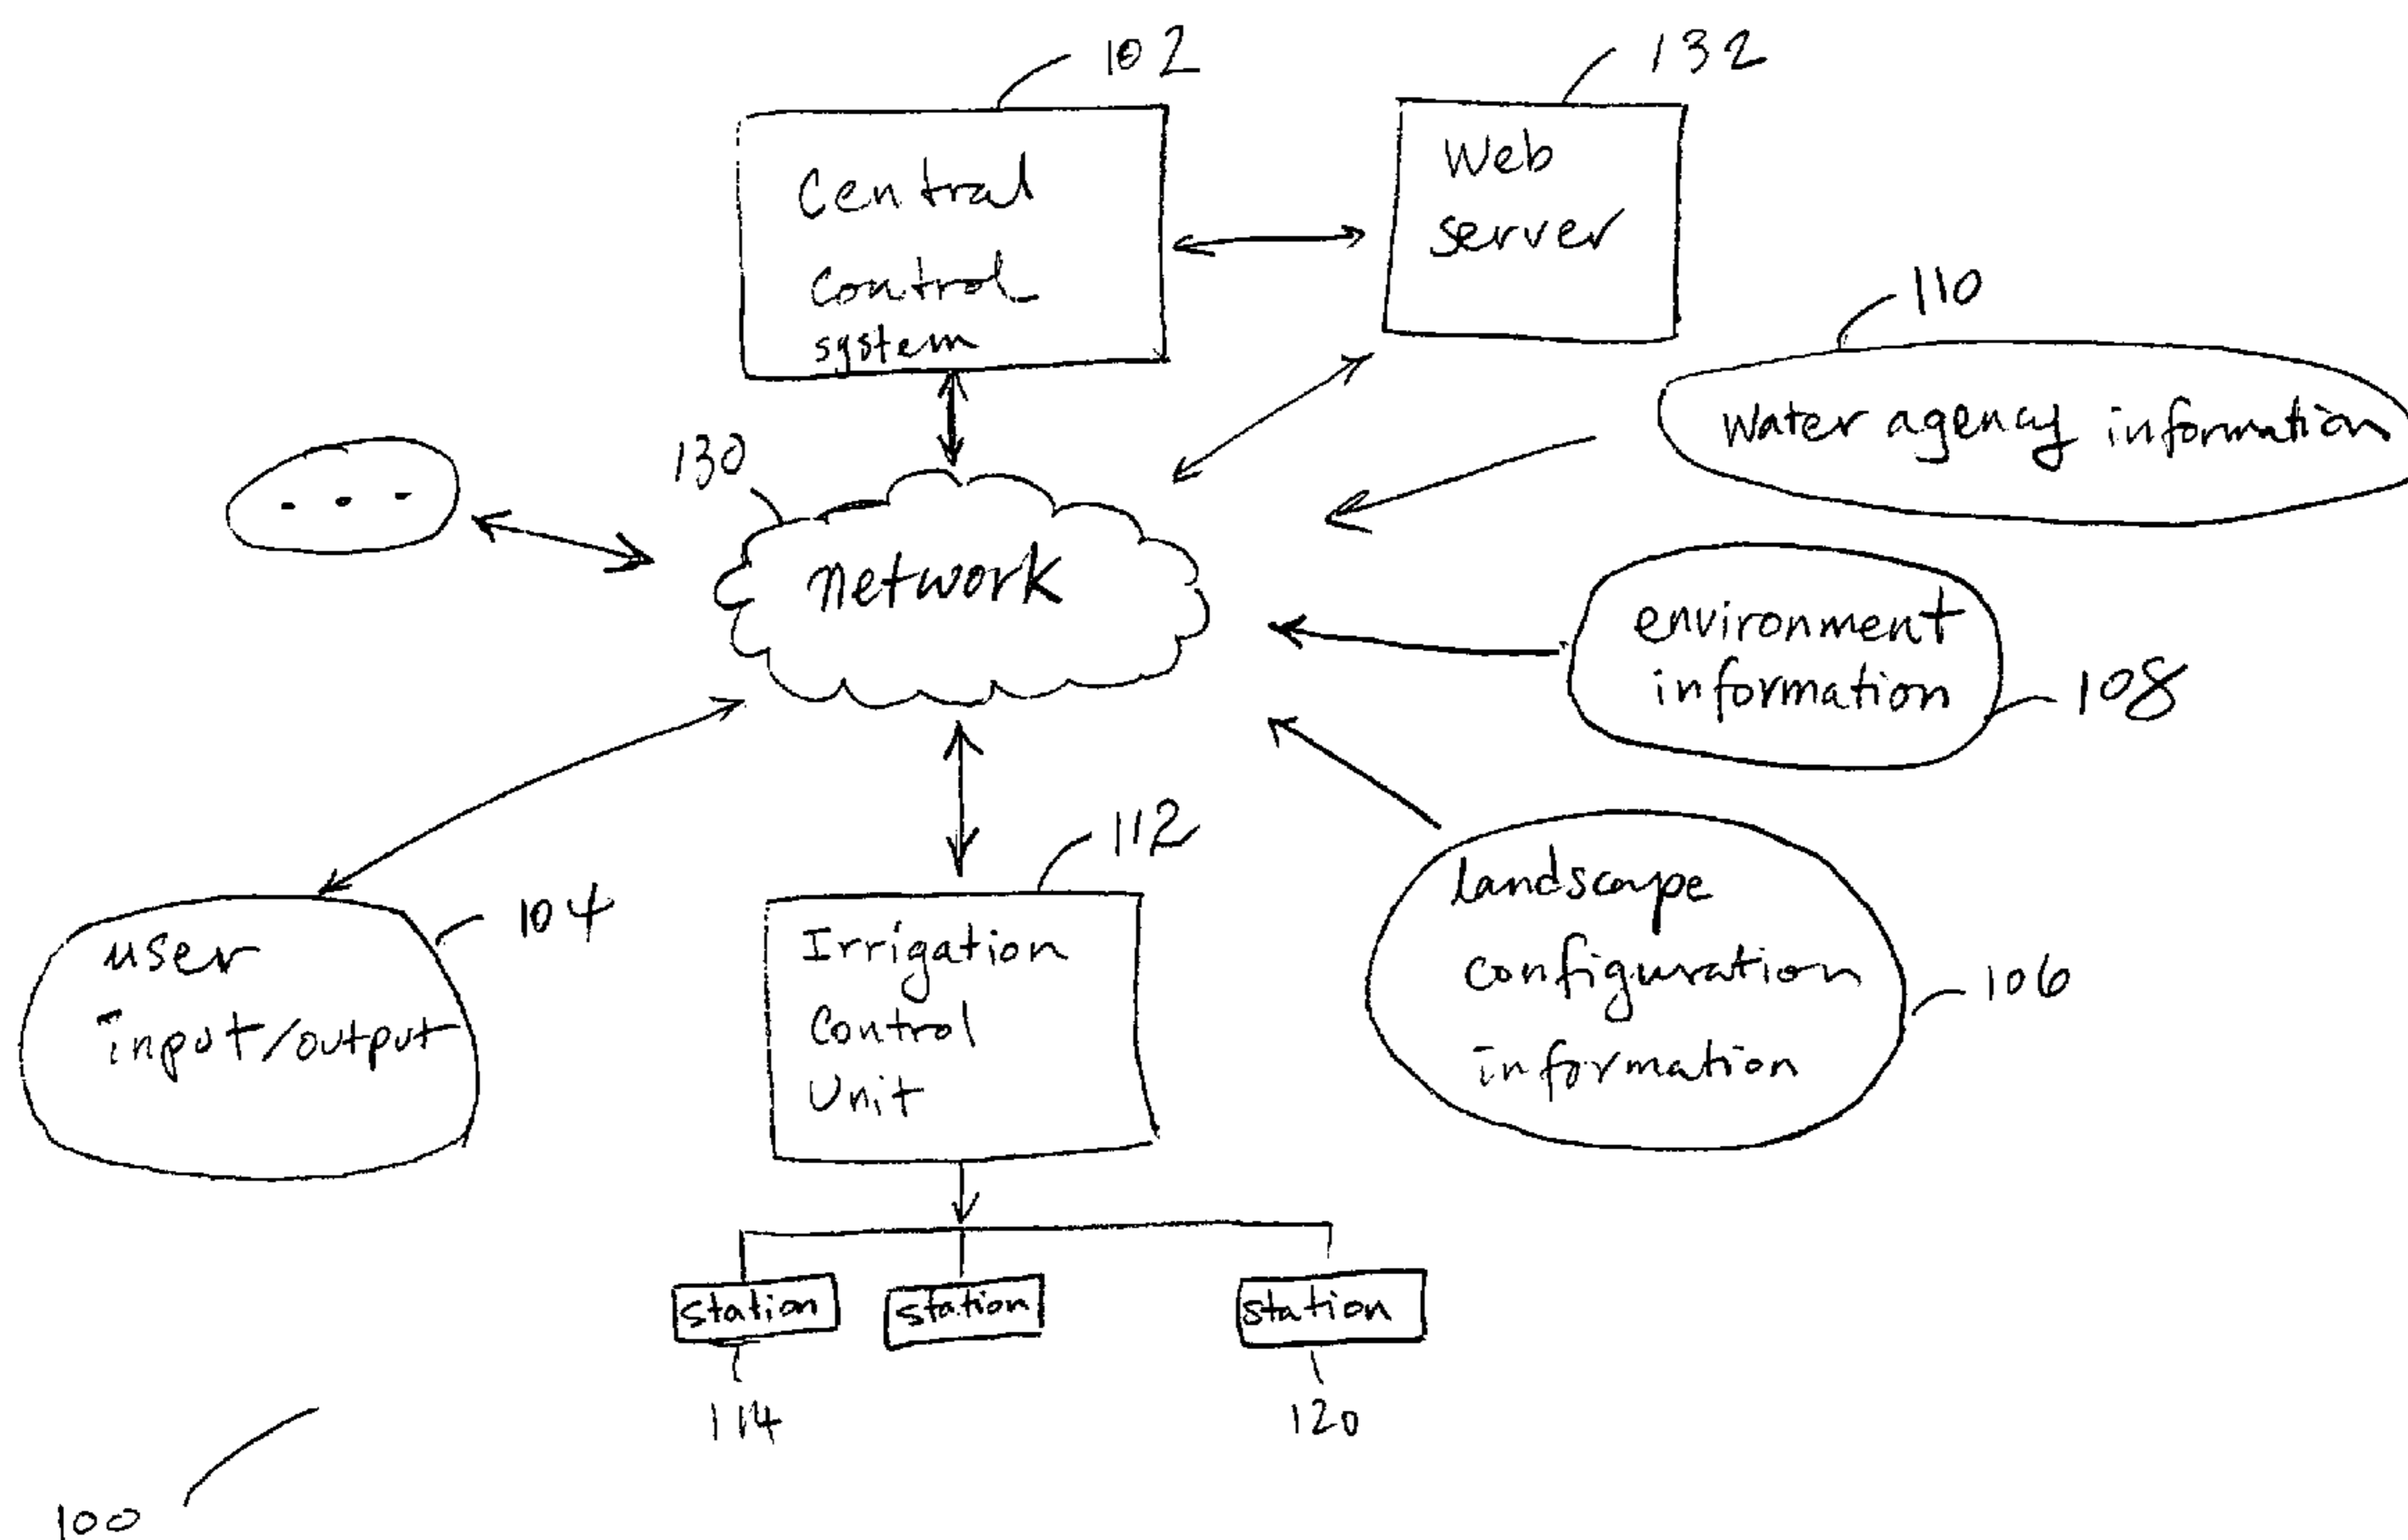 102
132
Central
Control
system
Web
server
110
Water agency information
130
network
environment
information
108
112
104
user
input/output
Irrigation
Control
Unit
landscape
configuration
information
106
station
station
station
114
120
100